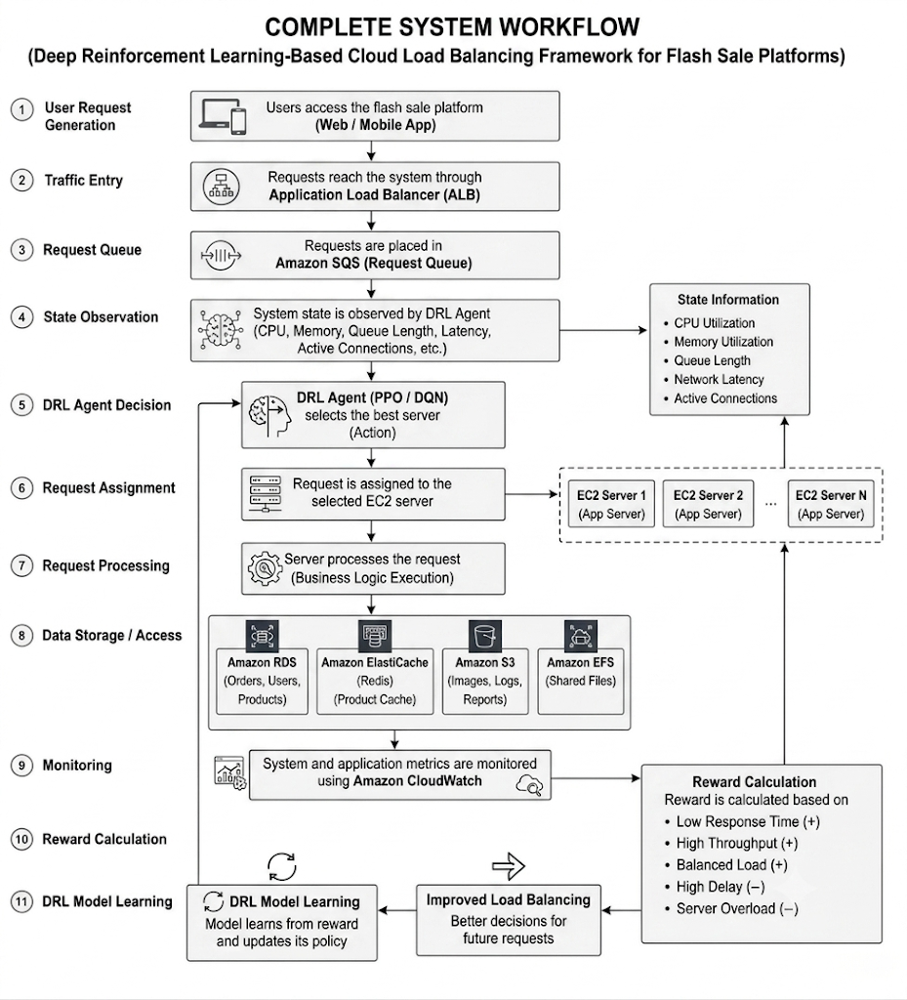 COMPLETE SYSTEM WORKFLOW
(Deep Reinforcement Learning-Based Cloud Load Balancing Framework for Flash Sale Platforms)
1
User Request
Generation
Users access the flash sale platform
(Web / Mobile App)
2
Traffic Entry
Requests reach the system through
Application Load Balancer (ALB)
3
Request Queue
Requests are placed in
Amazon SQS (Request Queue)
4
State Observation
System state is observed by DRL Agent
(CPU, Memory, Queue Length, Latency,
Active Connections, etc.)
State Information
• CPU Utilization
• Memory Utilization
• Queue Length
• Network Latency
• Active Connections
5
DRL Agent Decision
DRL Agent (PPO / DQN)
selects the best server
(Action)
6
Request Assignment
Request is assigned to the
selected EC2 server
EC2 Server 1
(App Server)
EC2 Server 2
(App Server)
...
EC2 Server N
(App Server)
7
Request Processing
Server processes the request
(Business Logic Execution)
8
Data Storage / Access
Amazon RDS
(Orders, Users,
Products)
Amazon ElastiCache
(Redis)
(Product Cache)
Amazon S3
(Images, Logs,
Reports)
Amazon EFS
(Shared Files)
9
Monitoring
System and application metrics are monitored
using Amazon CloudWatch
10
Reward Calculation
Reward Calculation
Reward is calculated based on
• Low Response Time (+)
• High Throughput (+)
• Balanced Load (+)
• High Delay (−)
• Server Overload (−)
11
DRL Model Learning
DRL Model Learning
Model learns from reward
and updates its policy
Improved Load Balancing
Better decisions for
future requests